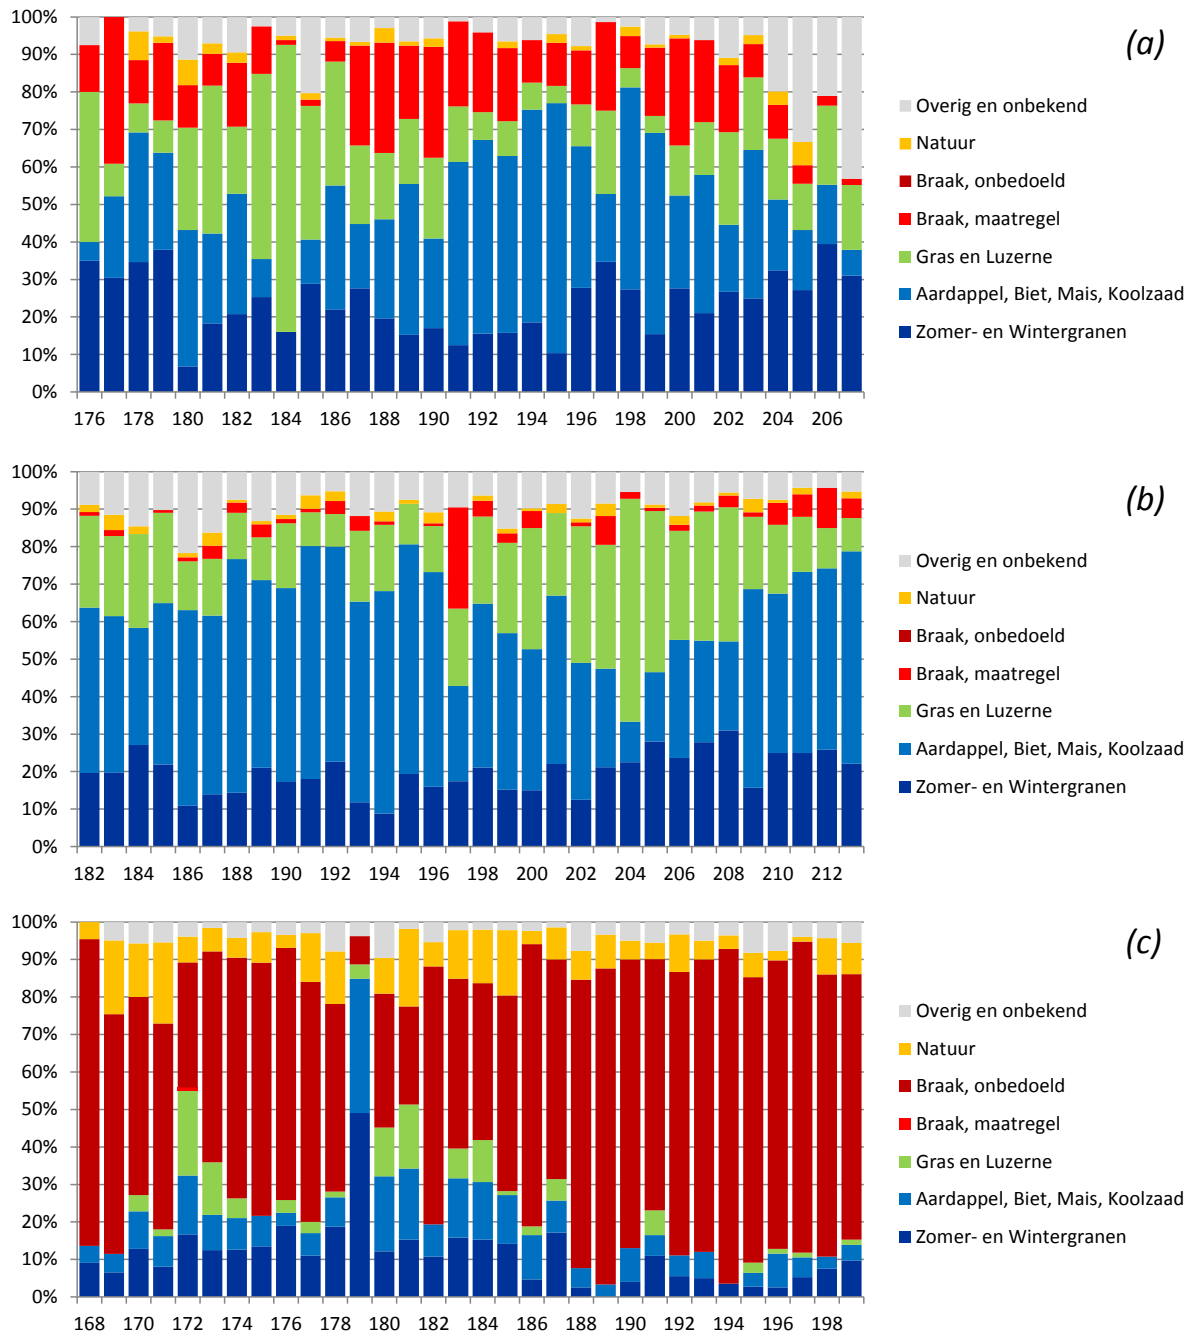 100%
90%
80%
70%
60%
50%
40%
30%
20%
10%
0%
176 178 180 182 184 186 188 190 192 194 196 198 200 202 204 206
(a)
Overig en onbekend
Natuur
Braak, onbedoeld
Braak, maatregel
Gras en Luzerne
Aardappel, Biet, Mais, Koolzaad
Zomer- en Wintergranen
100%
90%
80%
70%
60%
50%
40%
30%
20%
10%
0%
182 184 186 188 190 192 194 196 198 200 202 204 206 208 210 212
(b)
Overig en onbekend
Natuur
Braak, onbedoeld
Braak, maatregel
Gras en Luzerne
Aardappel, Biet, Mais, Koolzaad
Zomer- en Wintergranen
100%
90%
80%
70%
60%
50%
40%
30%
20%
10%
0%
168 170 172 174 176 178 180 182 184 186 188 190 192 194 196 198
(c)
Overig en onbekend
Natuur
Braak, onbedoeld
Braak, maatregel
Gras en Luzerne
Aardappel, Biet, Mais, Koolzaad
Zomer- en Wintergranen